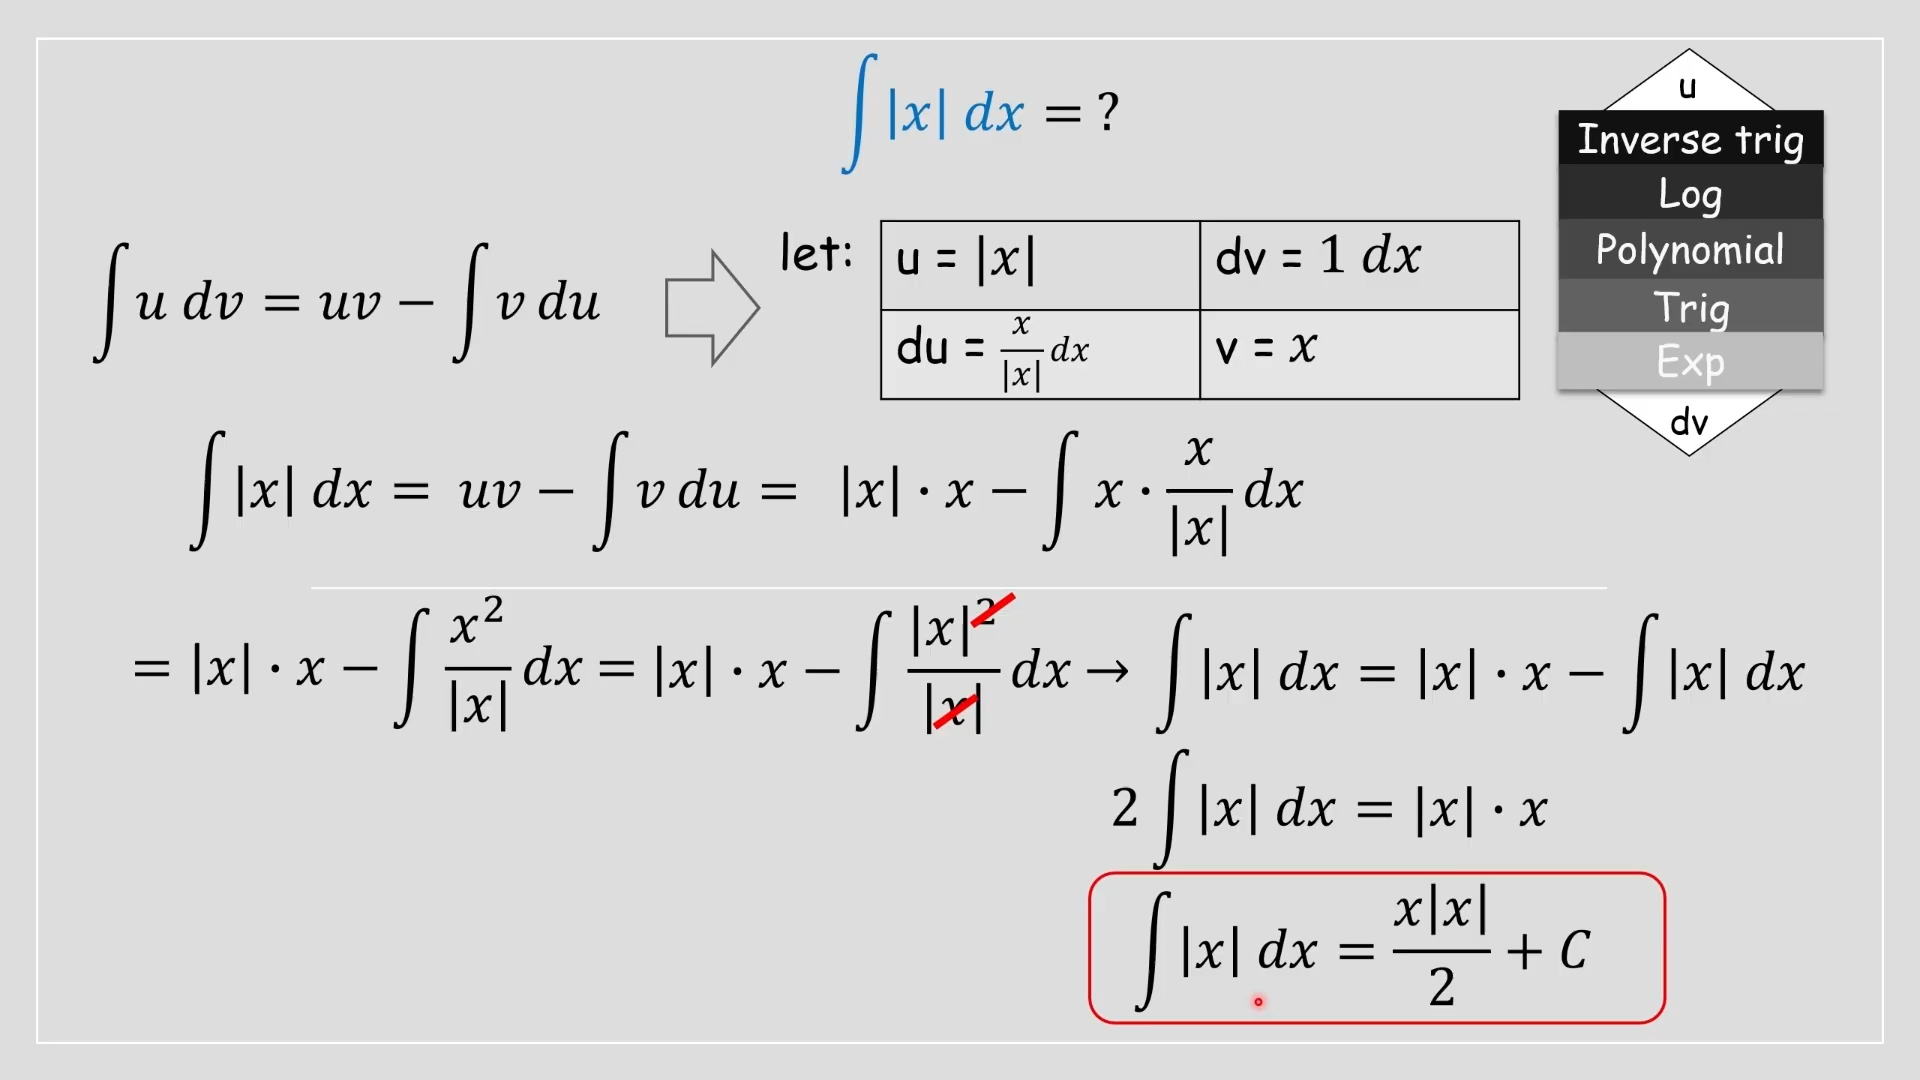 ∫|x| dx = ?
u
Inverse trig
Log
Polynomial
Trig
Exp
dv
∫u dv = uv − ∫v du
let:
u = |x|
dv = 1 dx
du = x/|x| dx
v = x
∫|x| dx = uv − ∫v du = |x| · x − ∫x · x/|x| dx
= |x| · x − ∫x²/|x| dx = |x| · x − ∫|x|²/|x| dx → ∫|x| dx = |x| · x − ∫|x| dx
2∫|x| dx = |x| · x
∫|x| dx = x|x|/2 + C